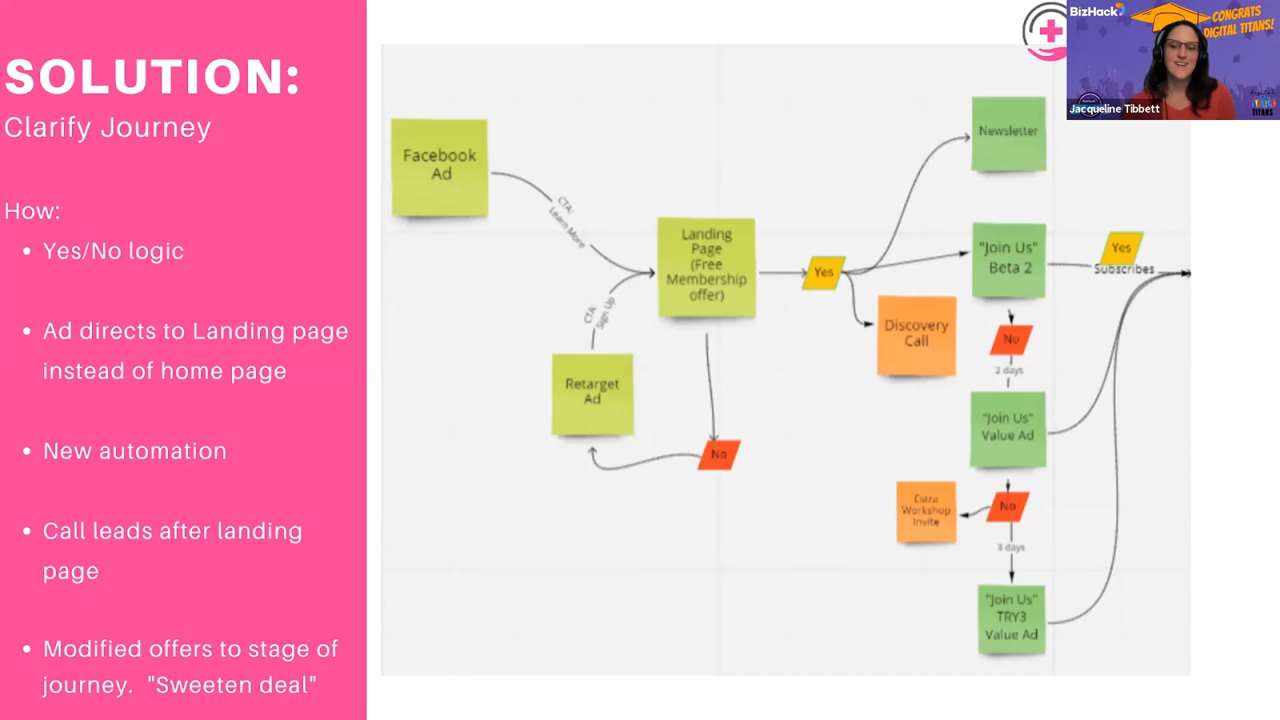 SOLUTION:
Clarify Journey
How:
• Yes/No logic
• Ad directs to Landing page
instead of home page
• New automation
• Call leads after landing
page
• Modified offers to stage of
journey.  "Sweeten deal"
Facebook
Ad
CTA:
Learn More
Landing
Page
(Free
Membership
offer)
CTA:
Sign Up
Retarget
Ad
No
Yes
Newsletter
"Join Us"
Beta 2
Yes
Subscribes
Discovery
Call
No
2 days
"Join Us"
Value Ad
No
Extra
Workshop
Invite
3 days
"Join Us"
TRY3
Value Ad
BizHack
CONGRATS
DIGITAL TITANS!
Jacqueline Tibbett